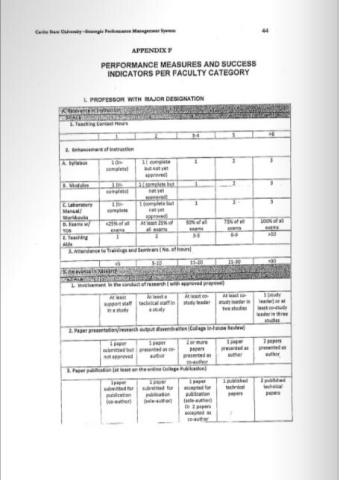 Cavite State University -Strategic Performance Management System 44
APPENDIX F
PERFORMANCE MEASURES AND SUCCESS
INDICATORS PER FACULTY CATEGORY
1. PROFESSOR WITH MAJOR DESIGNATION
A. Relevance in Instruction
1. Teaching Contact Hours
1 2 3-4 5 >6
2. Enhancement of Instruction
A. Syllabus 1 (in-complete) 1 ( complete but not yet approved) 1 2 3
B. Modules 1 (in-complete) 1 ( complete but not yet approved) 1 2 3
C. Laboratory Manual/ Workbooks 1 (in-complete 1 (complete but not yet approved) 1 2 3
D. Exams w/ TOS <25% of all exams At least 25% of all exams 50% of all exams 75% of all exams 100% of all exams
E. Teaching Aids 1 2 3-5 6-9 >10
3. Attendance to Trainings and Seminars ( No. of hours)
<5 5-10 11-20 21-30 >30
1. Involvement in the conduct of research ( with approved proposal)
At least support staff in a study At least a technical staff in a study At least co-study leader At least co-study leader in two studies 1 (study leader) or at least co-study leader in three studies
2. Paper presentation/research output dissemination (College In-house Review)
1 paper submitted but not approved 1 paper presented as co-author 2 or more papers presented as co-author 1 paper presented as author 2 papers presented as author
3. Paper publication (at least on the online College Publication)
1paper submitted for publication (co-author) 1 paper submitted for publication (sole-author) 1 paper accepted for publication (sole-author) Or 2 papers accepted as co-author 1 published technical papers 2 published technical papers